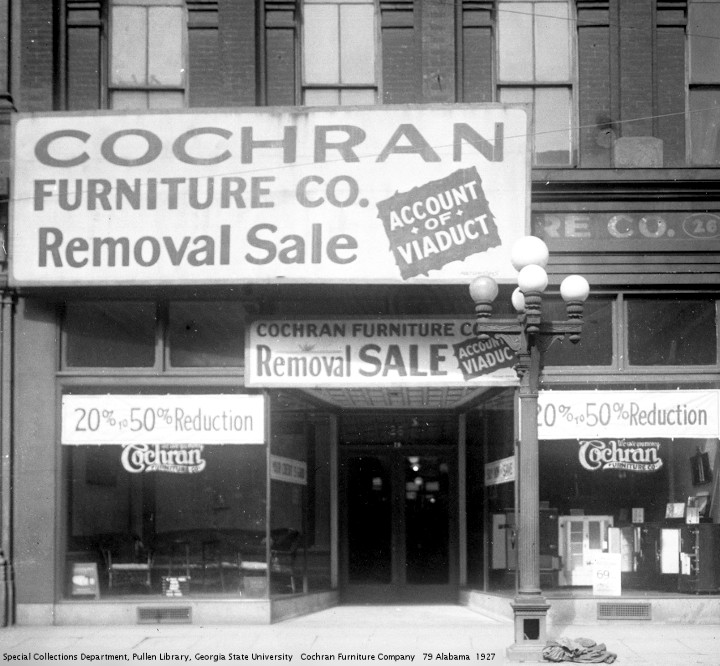 COCHRAN
FURNITURE CO.
Removal Sale
ACCOUNT
OF
VIADUCT
RE CO. 26
COCHRAN FURNITURE CO
Removal SALE
ACCOUNT
VIADUCT
20% TO 50% Reduction
20% TO 50% Reduction
Cochran
FURNITURE CO.
Cochran
FURNITURE CO.
SALE
69
Special Collections Department, Pullen Library, Georgia State University Cochran Furniture Company 79 Alabama 1927